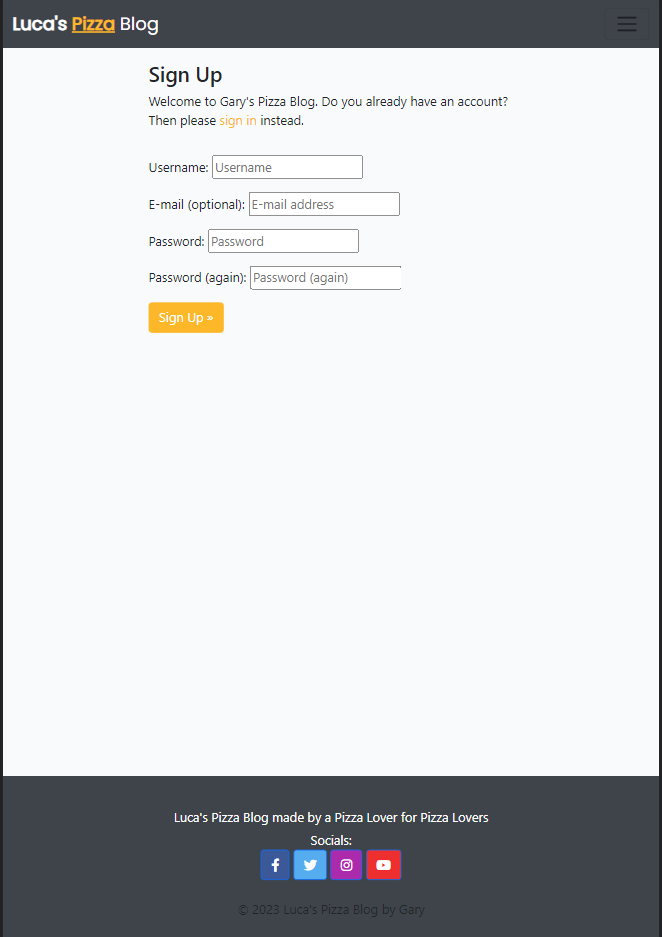 Luca's Pizza Blog
Sign Up
Welcome to Gary's Pizza Blog. Do you already have an account?
Then please sign in instead.
Username: Username
E-mail (optional): E-mail address
Password: Password
Password (again): Password (again)
Sign Up »
Luca's Pizza Blog made by a Pizza Lover for Pizza Lovers
Socials:
© 2023 Luca's Pizza Blog by Gary